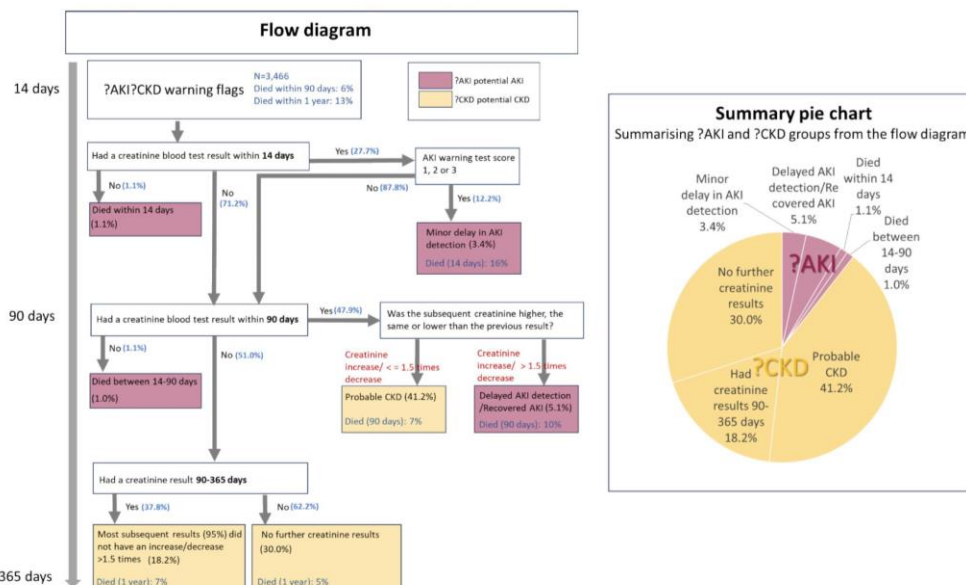 Flow diagram
14 days
?AKI?CKD warning flags
N=3,466
Died within 90 days: 6%
Died within 1 year: 13%
?AKI potential AKI
?CKD potential CKD
Had a creatinine blood test result within 14 days
Yes (27.7%)
AKI warning test score
1, 2 or 3
No (1.1%)
No
(71.2%)
No (87.8%)
Yes (12.2%)
Died within 14 days
(1.1%)
Minor delay in AKI
detection (3.4%)
Died (14 days): 16%
90 days
Had a creatinine blood test result within 90 days
Yes (47.9%)
Was the subsequent creatinine higher, the
same or lower than the previous result?
No (1.1%)
No (51.0%)
Creatinine
increase/ < = 1.5 times
decrease
Creatinine
increase/ > 1.5 times
decrease
Died between 14-90 days
(1.0%)
Probable CKD (41.2%)
Died (90 days): 7%
Delayed AKI detection
/Recovered AKI (5.1%)
Died (90 days): 10%
Had a creatinine result 90-365 days
Yes (37.8%)
No (62.2%)
Most subsequent results (95%) did
not have an increase/decrease
>1.5 times (18.2%)
Died (1 year): 7%
No further creatinine results
(30.0%)
Died (1 year): 5%
365 days
Summary pie chart
Summarising ?AKI and ?CKD groups from the flow diagram
Minor
delay in AKI
detection
3.4%
Delayed AKI
detection/Re
covered AKI
5.1%
Died
within 14
days
1.1%
Died
between
14-90
days
1.0%
?AKI
No further
creatinine
results
30.0%
?CKD
Probable
CKD
41.2%
Had
creatinine
results 90-
365 days
18.2%